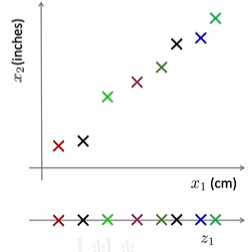 x₂(inches)
x₁ (cm)
z₁